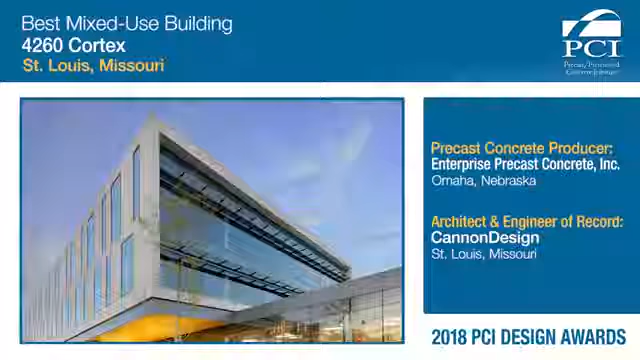 Best Mixed-Use Building
4260 Cortex
St. Louis, Missouri
PCI
Precast/Prestressed
Concrete Institute
Precast Concrete Producer:
Enterprise Precast Concrete, Inc.
Omaha, Nebraska
Architect & Engineer of Record:
CannonDesign
St. Louis, Missouri
2018 PCI DESIGN AWARDS